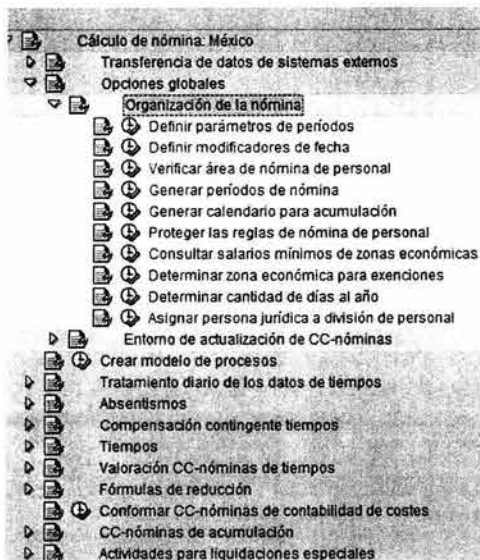 Cálculo de nómina: México
Transferencia de datos de sistemas externos
Opciones globales
Organización de la nómina
Definir parámetros de periodos
Definir modificadores de fecha
Verificar área de nómina de personal
Generar períodos de nómina
Generar calendario para acumulación
Proteger las reglas de nómina de personal
Consultar salarios mínimos de zonas económicas
Determinar zona económica para exenciones
Determinar cantidad de días al año
Asignar persona jurídica a división de personal
Entorno de actualización de CC-nóminas
Crear modelo de procesos
Tratamiento diario de los datos de tiempos
Absentismos
Compensación contingente tiempos
Tiempos
Valoración CC-nóminas de tiempos
Fórmulas de reducción
Conformar CC-nóminas de contabilidad de costes
CC-nóminas de acumulación
Actividades para liquidaciones especiales